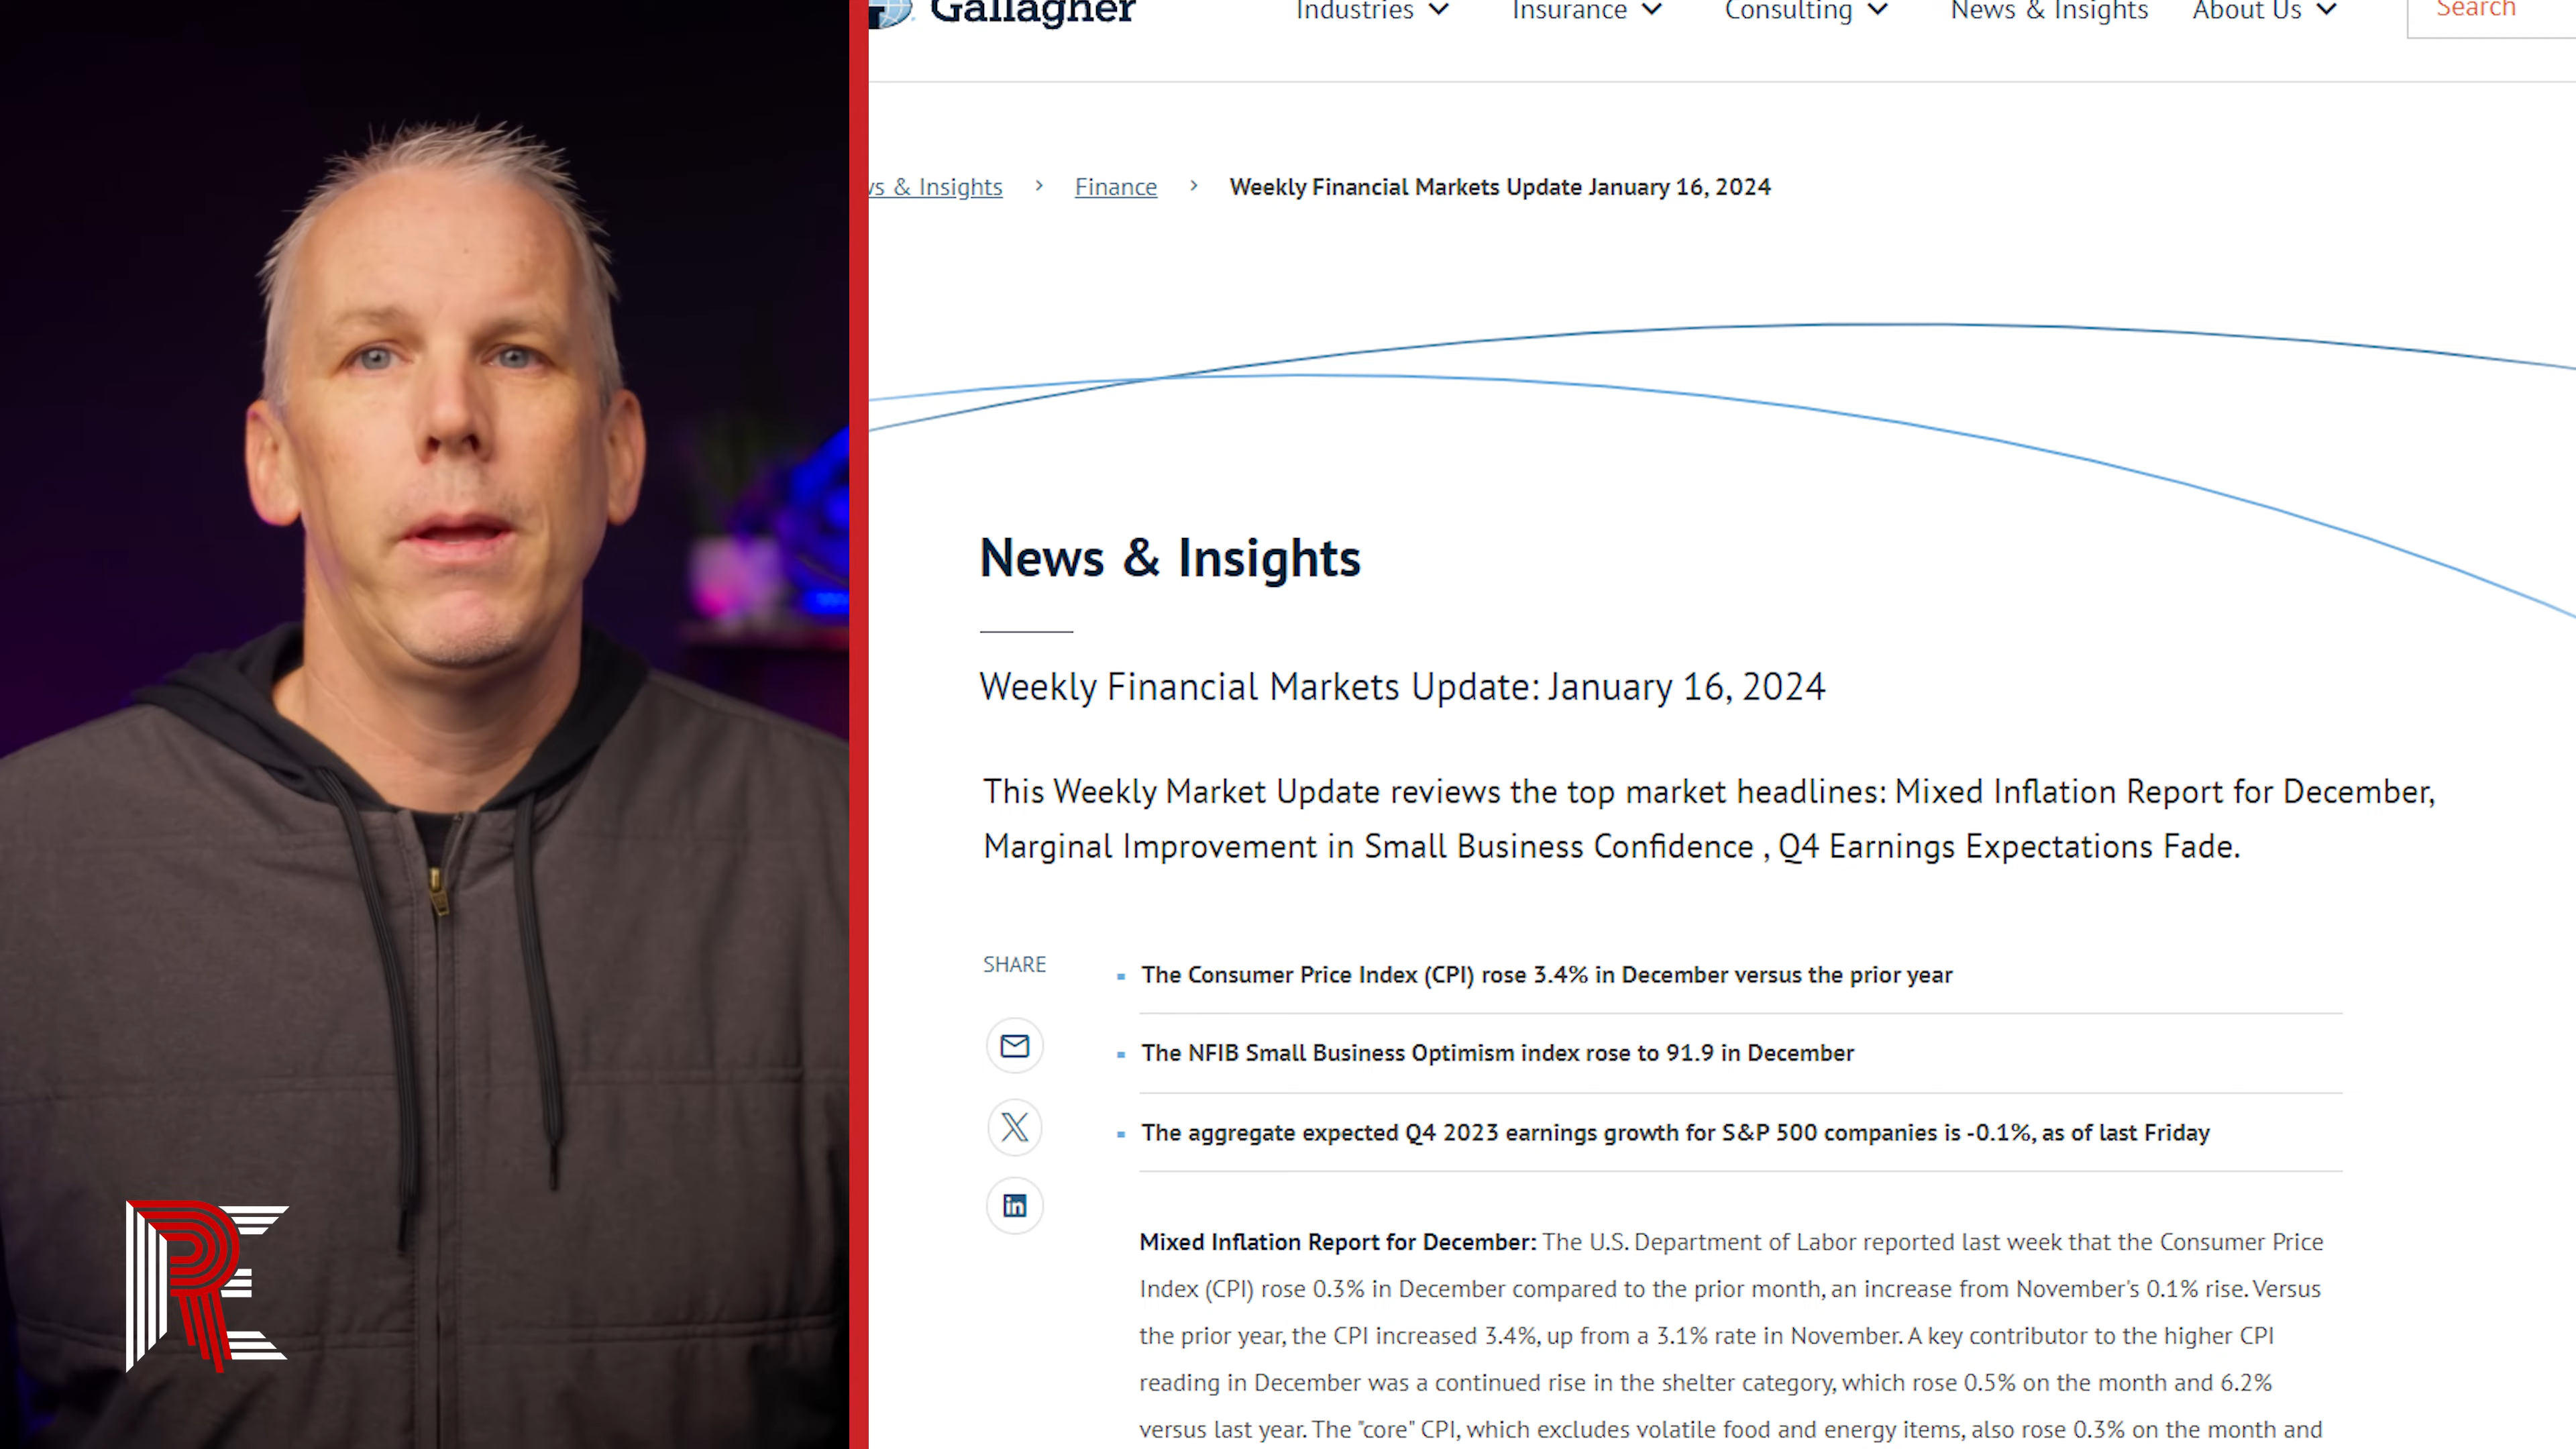 Gallagher
Industries
Insurance
Consulting
News & Insights
About Us
Search
& Insights
Finance
Weekly Financial Markets Update January 16, 2024
News & Insights
Weekly Financial Markets Update: January 16, 2024
This Weekly Market Update reviews the top market headlines: Mixed Inflation Report for December,
Marginal Improvement in Small Business Confidence , Q4 Earnings Expectations Fade.
SHARE
The Consumer Price Index (CPI) rose 3.4% in December versus the prior year
The NFIB Small Business Optimism index rose to 91.9 in December
The aggregate expected Q4 2023 earnings growth for S&P 500 companies is -0.1%, as of last Friday
X
in
Mixed Inflation Report for December: The U.S. Department of Labor reported last week that the Consumer Price
Index (CPI) rose 0.3% in December compared to the prior month, an increase from November's 0.1% rise. Versus
the prior year, the CPI increased 3.4%, up from a 3.1% rate in November. A key contributor to the higher CPI
reading in December was a continued rise in the shelter category, which rose 0.5% on the month and 6.2%
versus last year. The "core" CPI, which excludes volatile food and energy items, also rose 0.3% on the month and